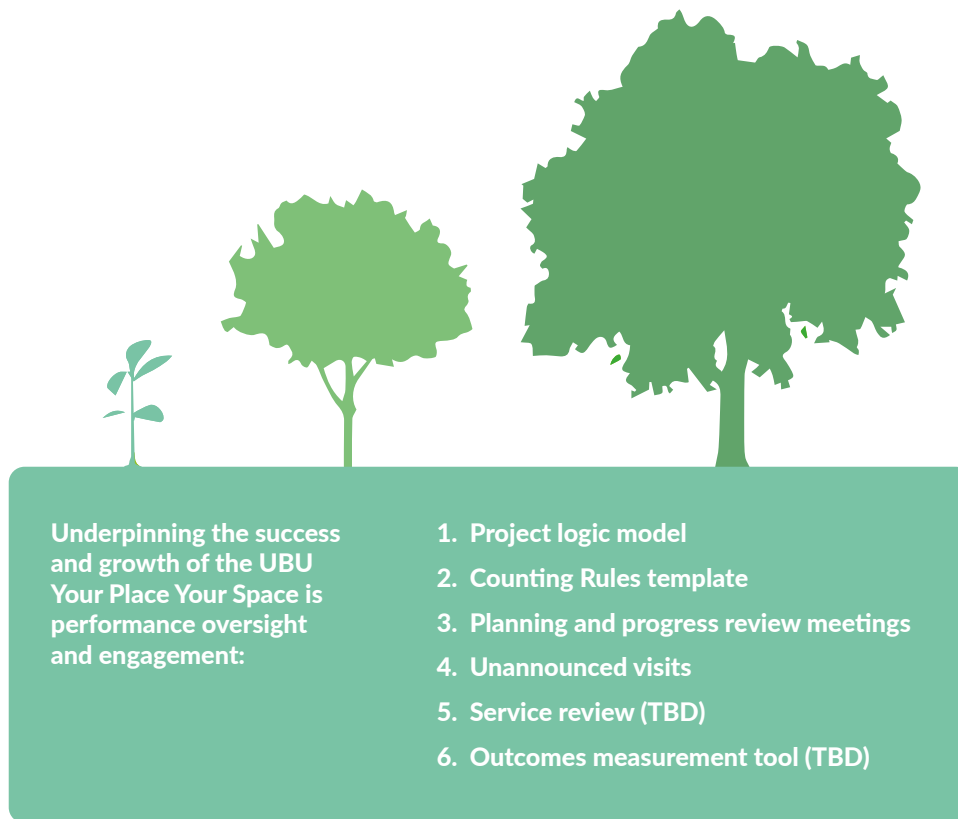 Underpinning the success
and growth of the UBU
Your Place Your Space is
performance oversight
and engagement:
1. Project logic model
2. Counting Rules template
3. Planning and progress review meetings
4. Unannounced visits
5. Service review (TBD)
6. Outcomes measurement tool (TBD)